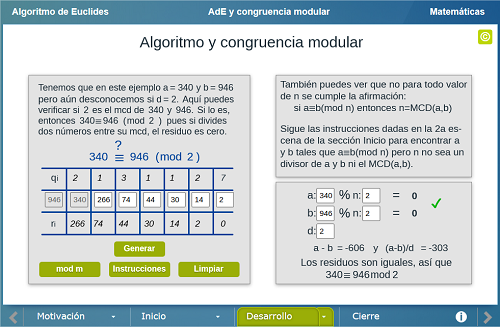 Algoritmo de Euclides AdE y congruencia modular Matemáticas
Algoritmo y congruencia modular
©
Tenemos que en este ejemplo a = 340 y b = 946
pero aún desconocemos si d = 2. Aquí puedes
verificar si 2 es el mcd de 340 y 946. Si lo es,
entonces 340≡ 946 (mod 2 ) pues si divides
dos números entre su mcd, el residuo es cero.
?
340 ≡ 946 (mod 2 )
qi 2 1 3 1 1 2 7
946 340 266 74 44 30 14 2
ri 266 74 44 30 14 2 0
Generar
mod m Instrucciones Limpiar
También puedes ver que no para todo valor
de n se cumple la afirmación:
si a≡b(mod n) entonces n=MCD(a,b)
Sigue las instrucciones dadas en la 2a es-
cena de la sección Inicio para encontrar a
y b tales que a≡b(mod n) pero n no sea un
divisor de a y b ni el MCD(a,b).
a: 340 % n: 2 = 0
b: 946 % n: 2 = 0
d: 2
a - b = -606 y (a-b)/d = -303
Los residuos son iguales, así que
340≡ 946 mod 2
Motivación Inicio Desarrollo Cierre i